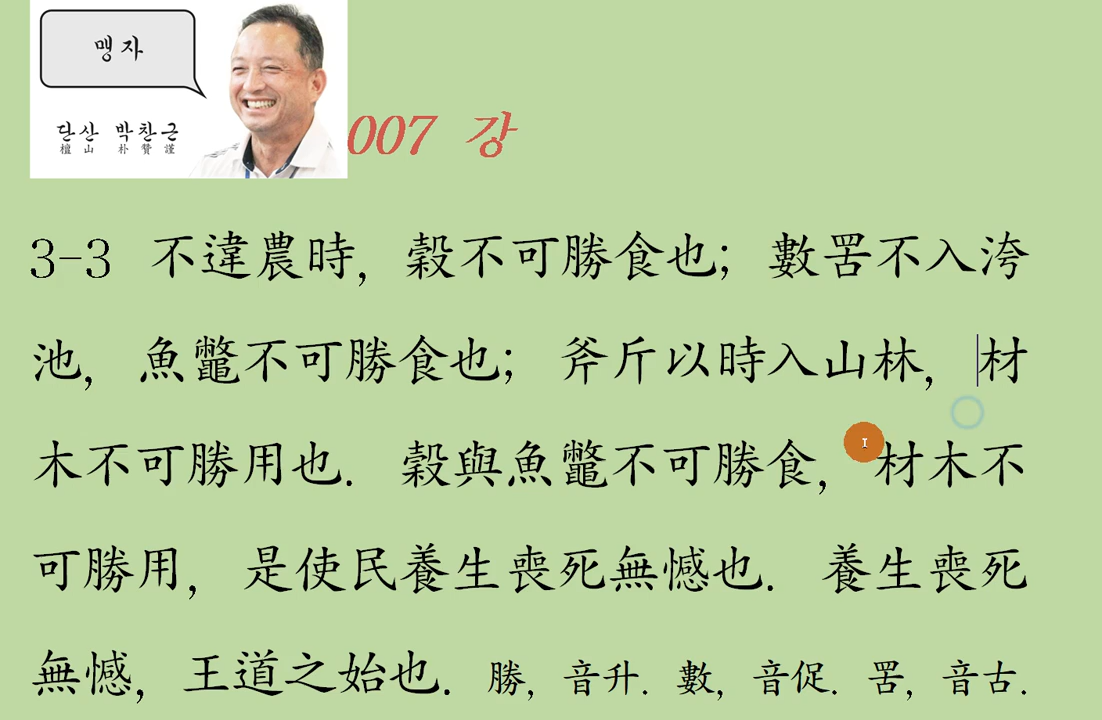 맹자
단산 박찬근
檀山 朴贊謹
007 강
3-3 不違農時, 穀不可勝食也; 數罟不入洿
池, 魚鼈不可勝食也; 斧斤以時入山林, 材
木不可勝用也. 穀與魚鼈不可勝食, 材木不
可勝用, 是使民養生喪死無憾也. 養生喪死
無憾, 王道之始也. 勝, 音升. 數, 音促. 罟, 音古.